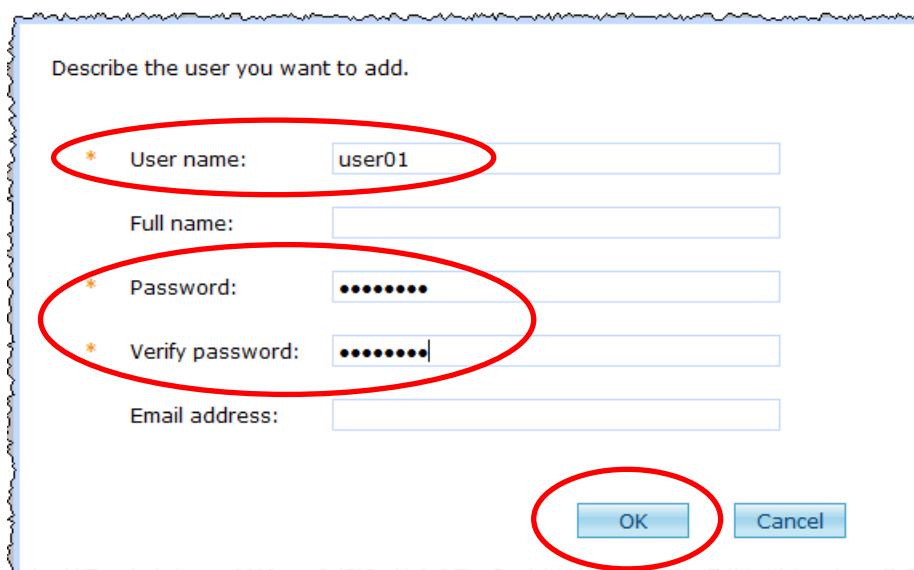 Describe the user you want to add.
* User name: user01
Full name:
* Password: ●●●●●●●●
* Verify password: ●●●●●●●●
Email address:
OK Cancel